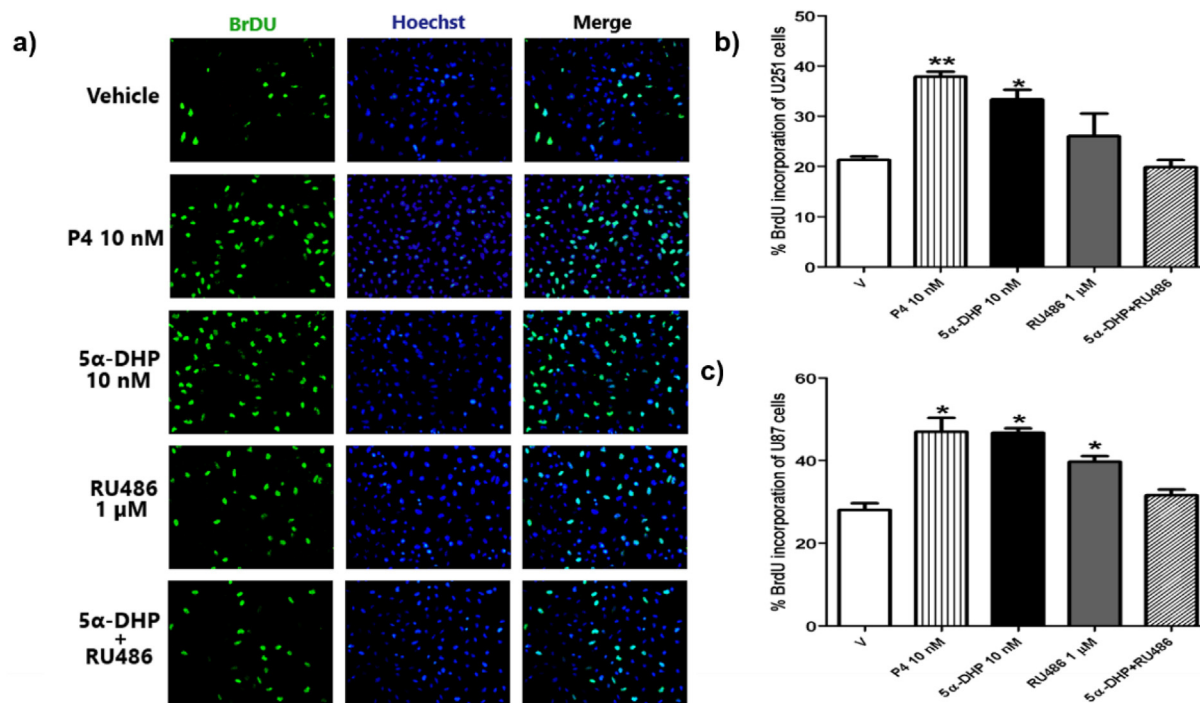 a)
BrDU
Hoechst
Merge
Vehicle
P4 10 nM
5α-DHP
10 nM
RU486
1 µM
5α-DHP
+
RU486
b)
% BrdU incorporation of U251 cells
50
40
30
20
10
0
**
*
V
P4 10 nM
5α-DHP 10 nM
RU486 1 µM
5α-DHP+RU486
c)
% BrdU incorporation of U87 cells
60
40
20
0
*
*
*
V
P4 10 nM
5α-DHP 10 nM
RU486 1 µM
5α-DHP+RU486